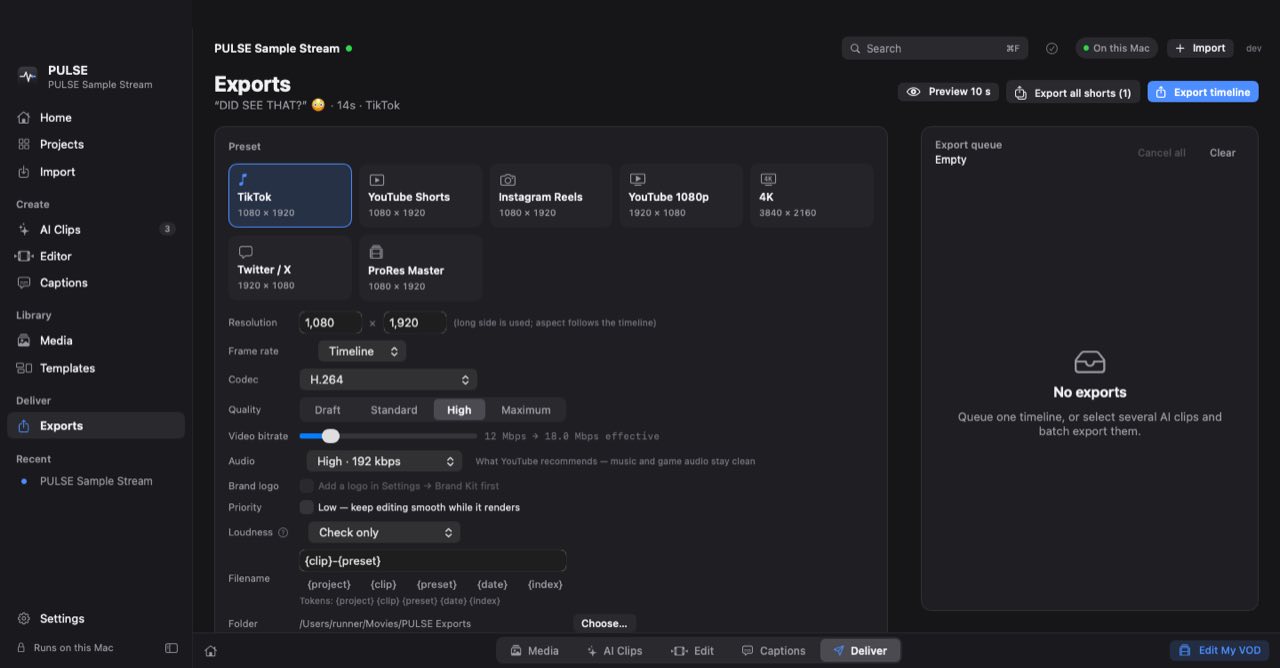 PULSE
PULSE Sample Stream
Home
Projects
Import
Create
AI Clips 3
Editor
Captions
Library
Media
Templates
Deliver
Exports
Recent
PULSE Sample Stream
Settings
Runs on this Mac
PULSE Sample Stream
Search ⌘F
On this Mac
+ Import
dev
Exports
“DID SEE THAT?” 😳 · 14s · TikTok
Preview 10 s
Export all shorts (1)
Export timeline
Preset
TikTok
1080 × 1920
YouTube Shorts
1080 × 1920
Instagram Reels
1080 × 1920
YouTube 1080p
1920 × 1080
4K
4K
3840 × 2160
Twitter / X
1920 × 1080
ProRes Master
1080 × 1920
Resolution 1,080 × 1,920 (long side is used; aspect follows the timeline)
Frame rate Timeline
Codec H.264
Quality Draft Standard High Maximum
Video bitrate 12 Mbps → 18.0 Mbps effective
Audio High · 192 kbps What YouTube recommends — music and game audio stay clean
Brand logo Add a logo in Settings → Brand Kit first
Priority Low — keep editing smooth while it renders
Loudness ? Check only
{clip}-{preset}
Filename
{project} {clip} {preset} {date} {index}
Tokens: {project} {clip} {preset} {date} {index}
Folder /Users/runner/Movies/PULSE Exports Choose...
Export queue
Empty
Cancel all
Clear
No exports
Queue one timeline, or select several AI clips and
batch export them.
Media AI Clips Edit Captions Deliver
Edit My VOD